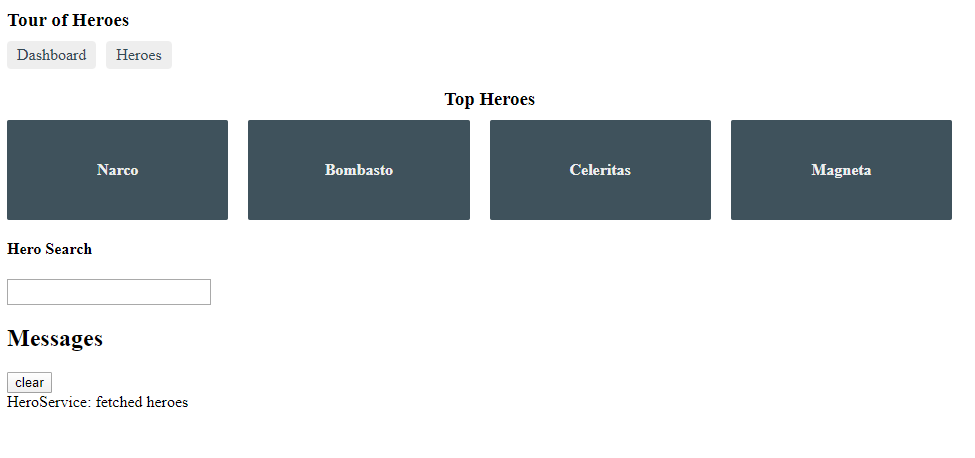 Tour of Heroes
Dashboard Heroes
Top Heroes
Narco Bombasto Celeritas Magneta
Hero Search
Messages
clear
HeroService: fetched heroes